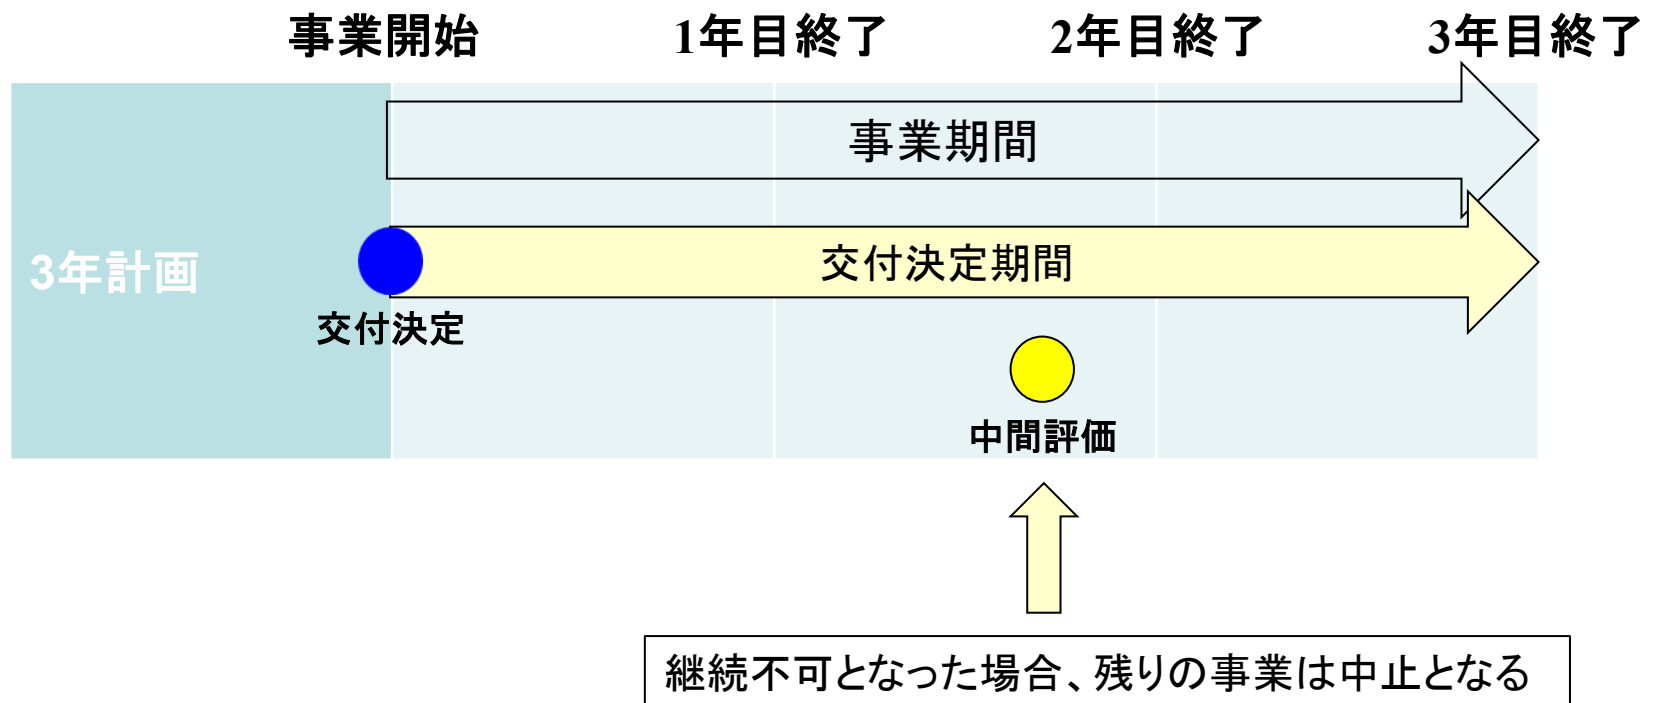 事業開始
1年目終了
2年目終了
3年目終了
事業期間
3年計画
交付決定期間
交付決定
中間評価
継続不可となった場合、残りの事業は中止となる